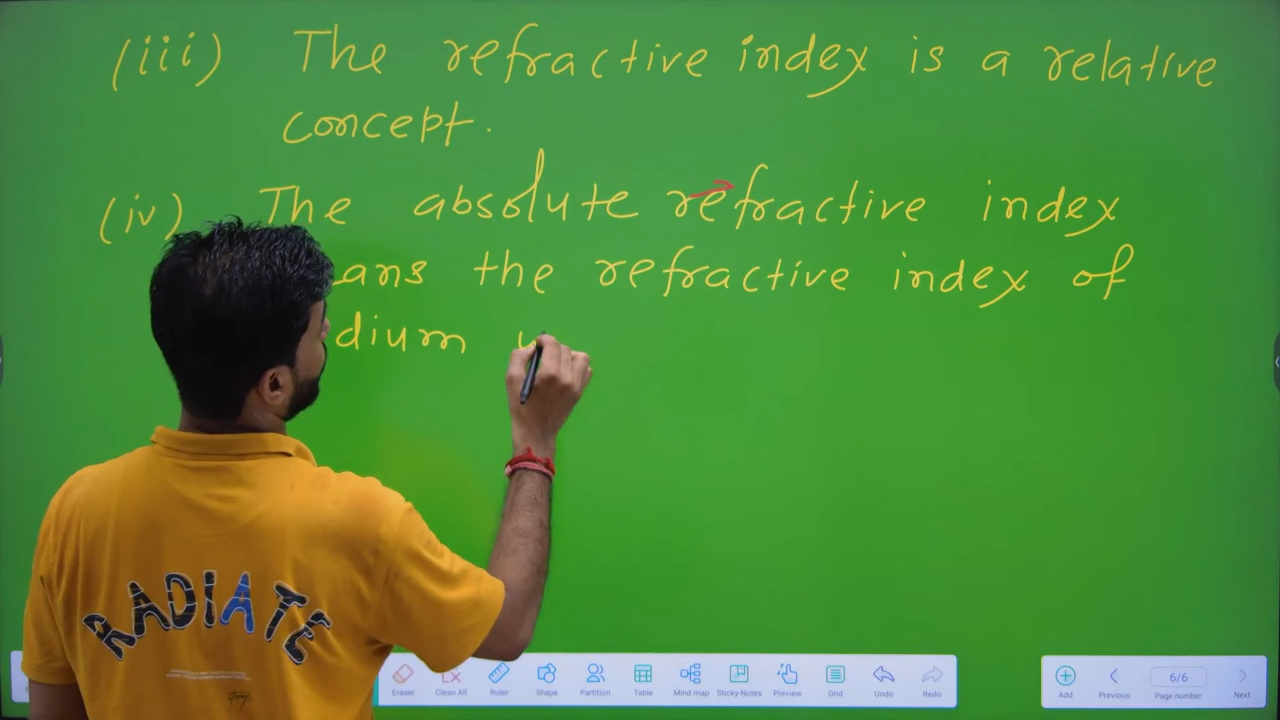 (iii) The refractive index is a relative
concept.
(iv) The absolute refractive index
ans the refractive index of
dium
RADIATE
Eraser Clean All Ruler Shape Partition Table Mind map Sticky-Notes Preview Grid Undo Redo
Add Previous 6/6 Page number Next